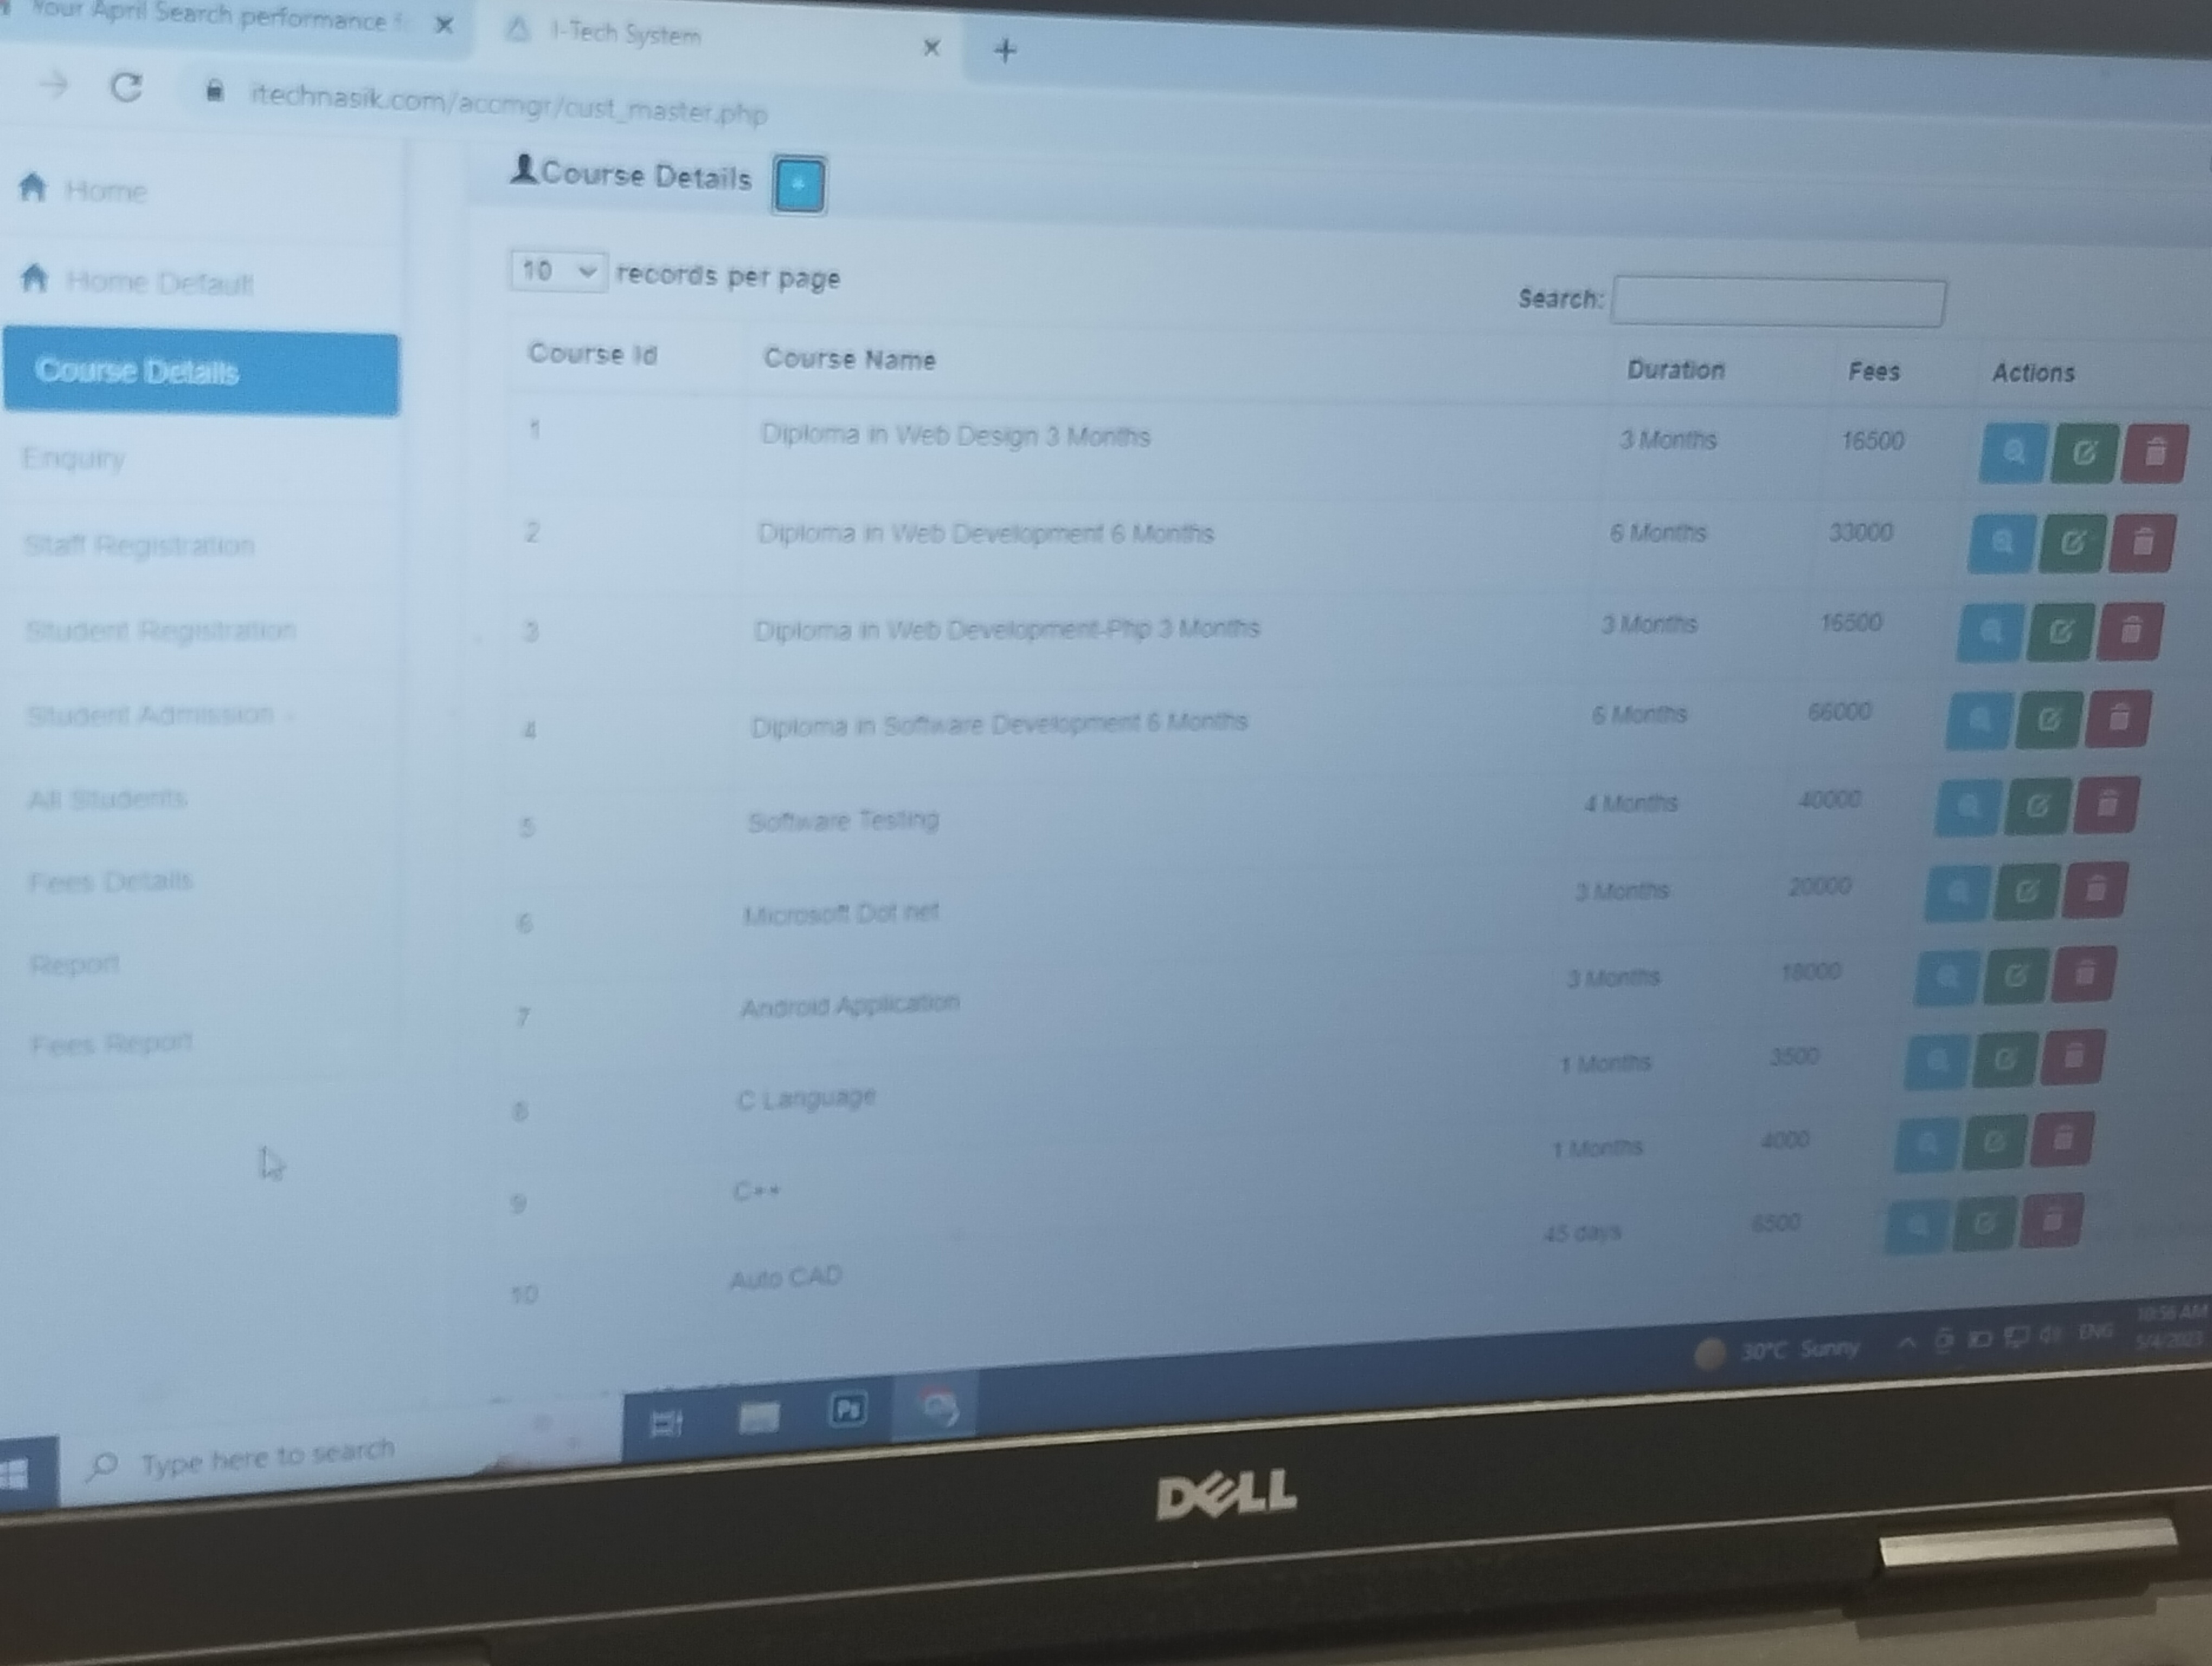 Your April Search performance
I-Tech System
itechnasik.com/accmgr/cust_master.php
Home
Home Default
Course Details
Enquiry
Staff Registration
Student Registration
Student Admission -
All Students
Fees Details
Report
Fees Report
Course Details +
10 records per page
Search:
Course Id Course Name Duration Fees Actions
1 Diploma in Web Design 3 Months 3 Months 16500
2 Diploma in Web Development 6 Months 6 Months 33000
3 Diploma in Web Development-Php 3 Months 3 Months 16500
4 Diploma in Software Development 6 Months 6 Months 66000
5 Software Testing 4 Months 40000
6 Microsoft Dot net 3 Months 20000
7 Android Application 3 Months 18000
8 C Language 1 Months 3500
9 C++ 1 Months 4000
10 Auto CAD 45 days 6500
Type here to search
Ps
30°C Sunny
ENG
10:56 AM
5/4/2023
DELL